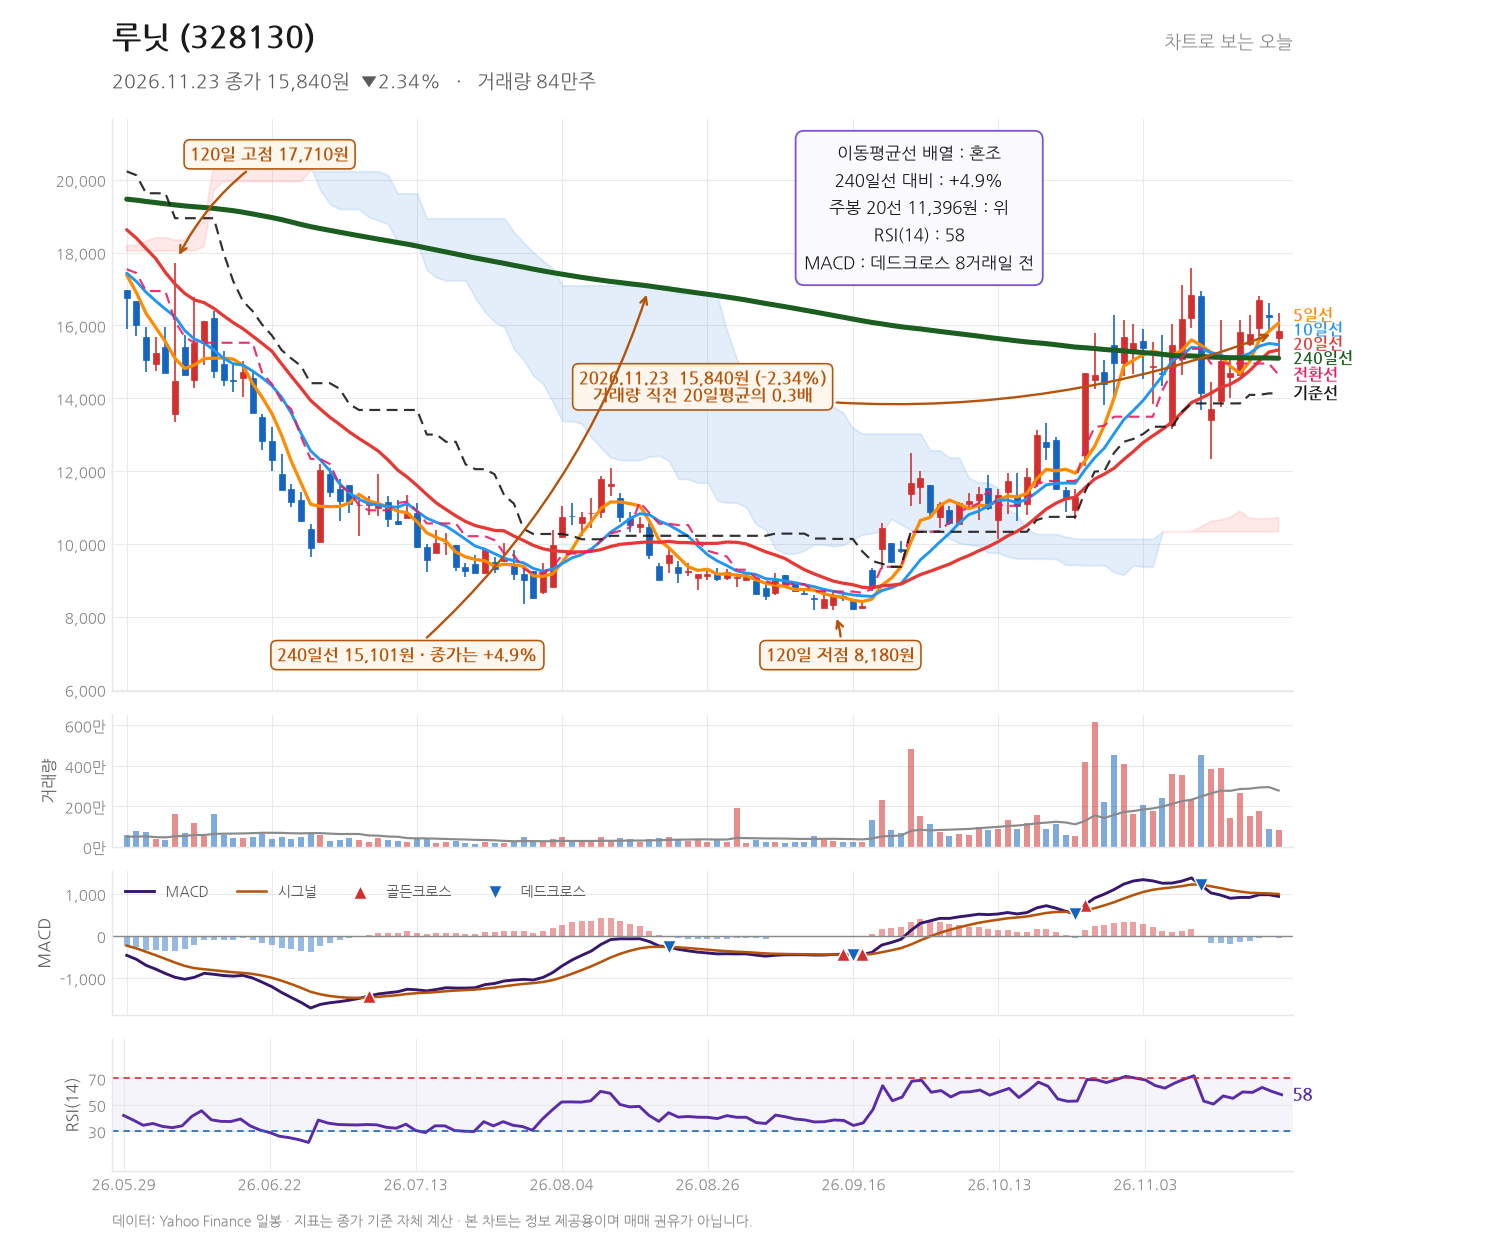 루닛 (328130)
차트로 보는 오늘
2026.11.23 종가 15,840원 ▼2.34% · 거래량 84만주
120일 고점 17,710원
이동평균선 배열 : 혼조
240일선 대비 : +4.9%
주봉 20선 11,396원 : 위
RSI(14) : 58
MACD : 데드크로스 8거래일 전
20,000
18,000
16,000
14,000
12,000
10,000
8,000
6,000
5일선
10일선
20일선
240일선
전환선
기준선
2026.11.23 15,840원 (-2.34%)
거래량 직전 20일평균의 0.3배
240일선 15,101원 · 종가는 +4.9%
120일 저점 8,180원
거래량
600만
400만
200만
0만
MACD
시그널
골든크로스
데드크로스
MACD
1,000
0
-1,000
RSI(14)
70
50
30
58
26.05.29
26.06.22
26.07.13
26.08.04
26.08.26
26.09.16
26.10.13
26.11.03
데이터: Yahoo Finance 일봉 · 지표는 종가 기준 자체 계산 · 본 차트는 정보 제공용이며 매매 권유가 아닙니다.